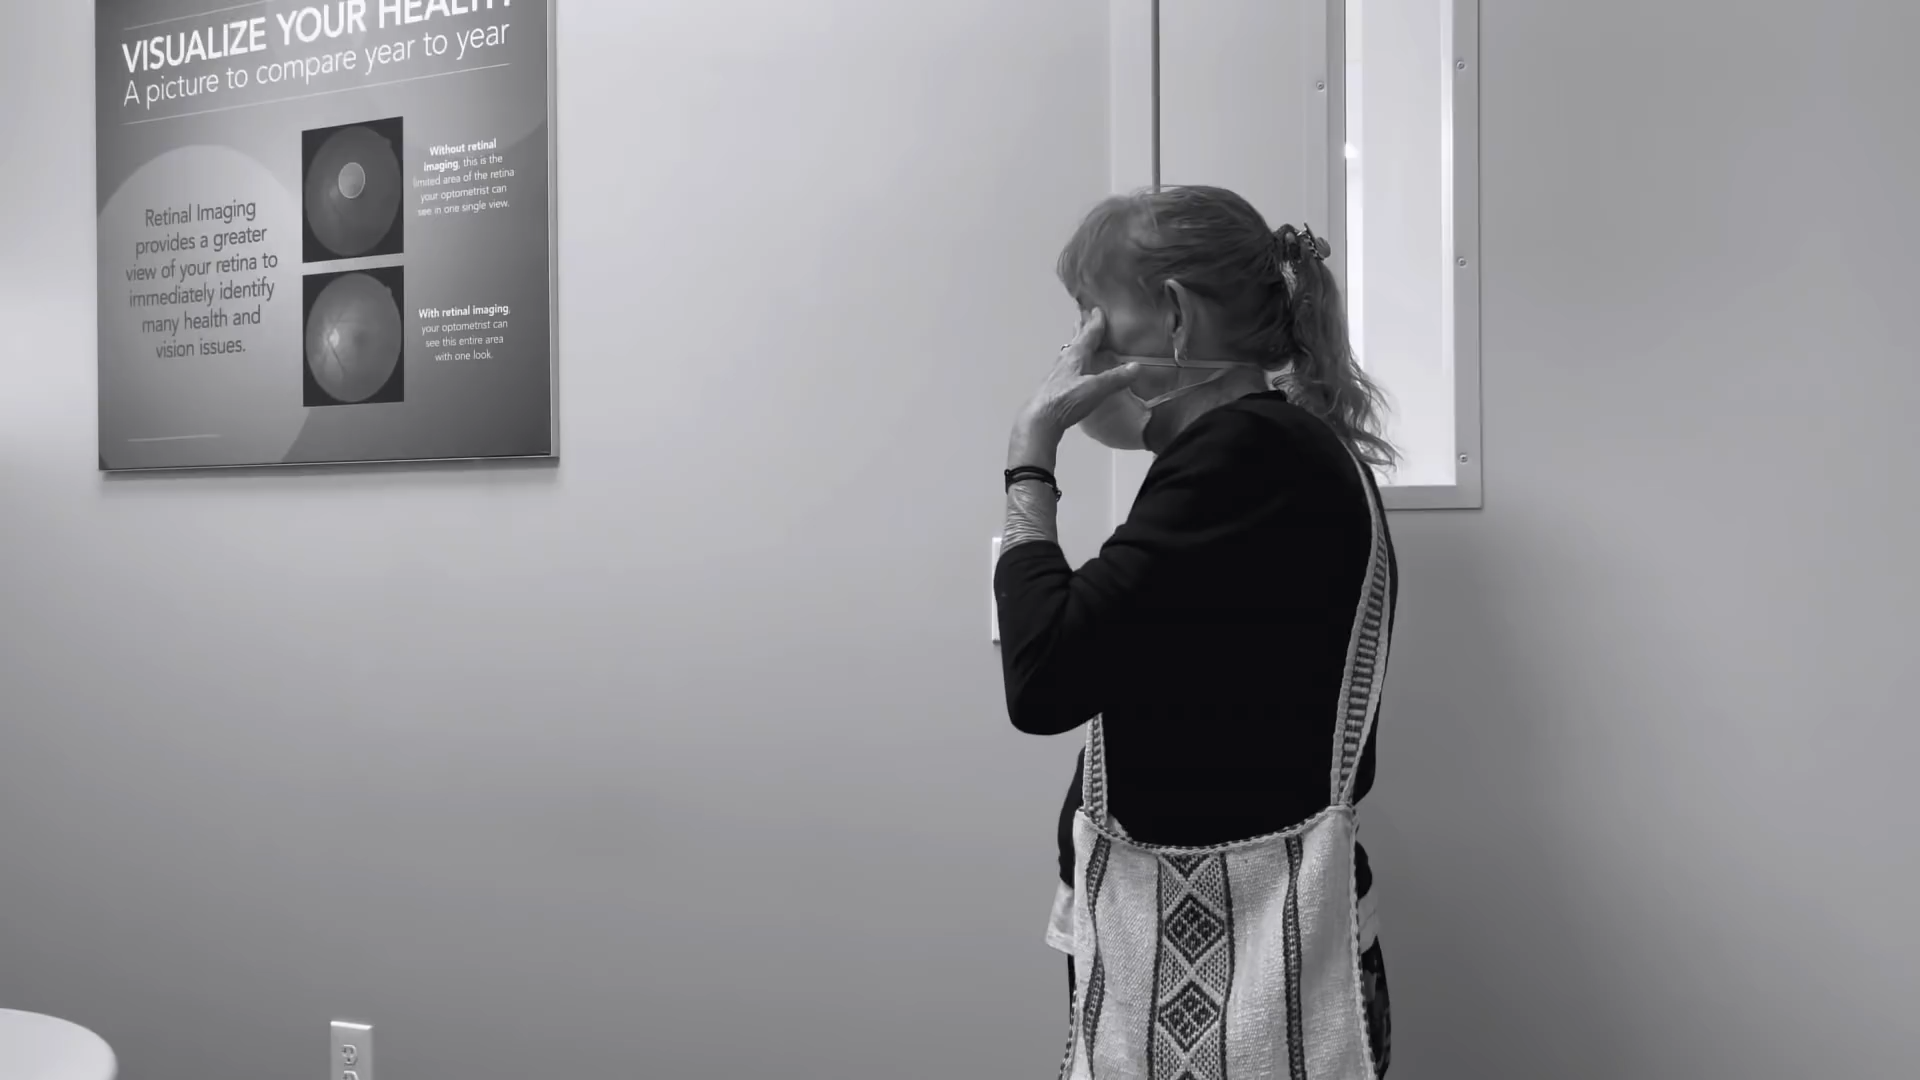 VISUALIZE YOUR HEALTH
A picture to compare year to year
Retinal Imaging
provides a greater
view of your retina to
immediately identify
many health and
vision issues.
Without retinal
imaging, this is the
limited area of the retina
your optometrist can
see in one single view.
With retinal imaging,
your optometrist can
see this entire area
with one look.